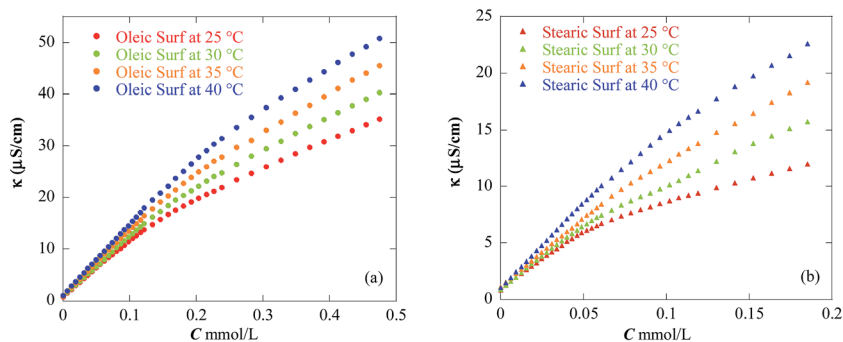 Oleic Surf at 25 °C
Oleic Surf at 30 °C
Oleic Surf at 35 °C
Oleic Surf at 40 °C
κ (μS/cm)
50
40
30
20
10
0
0
0.1
0.2
0.3
0.4
0.5
C mmol/L
(a)
Stearic Surf at 25 °C
Stearic Surf at 30 °C
Stearic Surf at 35 °C
Stearic Surf at 40 °C
κ (μS/cm)
25
20
15
10
5
0
0
0.05
0.1
0.15
0.2
C mmol/L
(b)